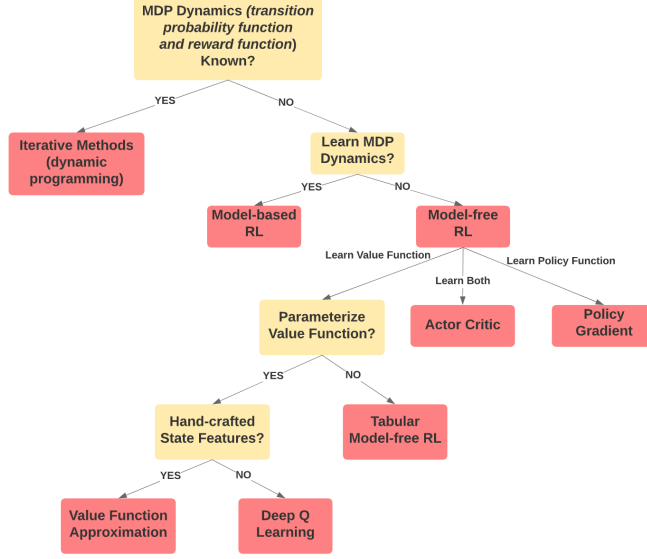 MDP Dynamics (transition
probability function
and reward function)
Known?
YES
NO
Iterative Methods
(dynamic
programming)
Learn MDP
Dynamics?
YES
NO
Model-based
RL
Model-free
RL
Learn Value Function
Learn Both
Learn Policy Function
Parameterize
Value Function?
Actor Critic
Policy
Gradient
YES
NO
Hand-crafted
State Features?
Tabular
Model-free RL
YES
NO
Value Function
Approximation
Deep Q
Learning